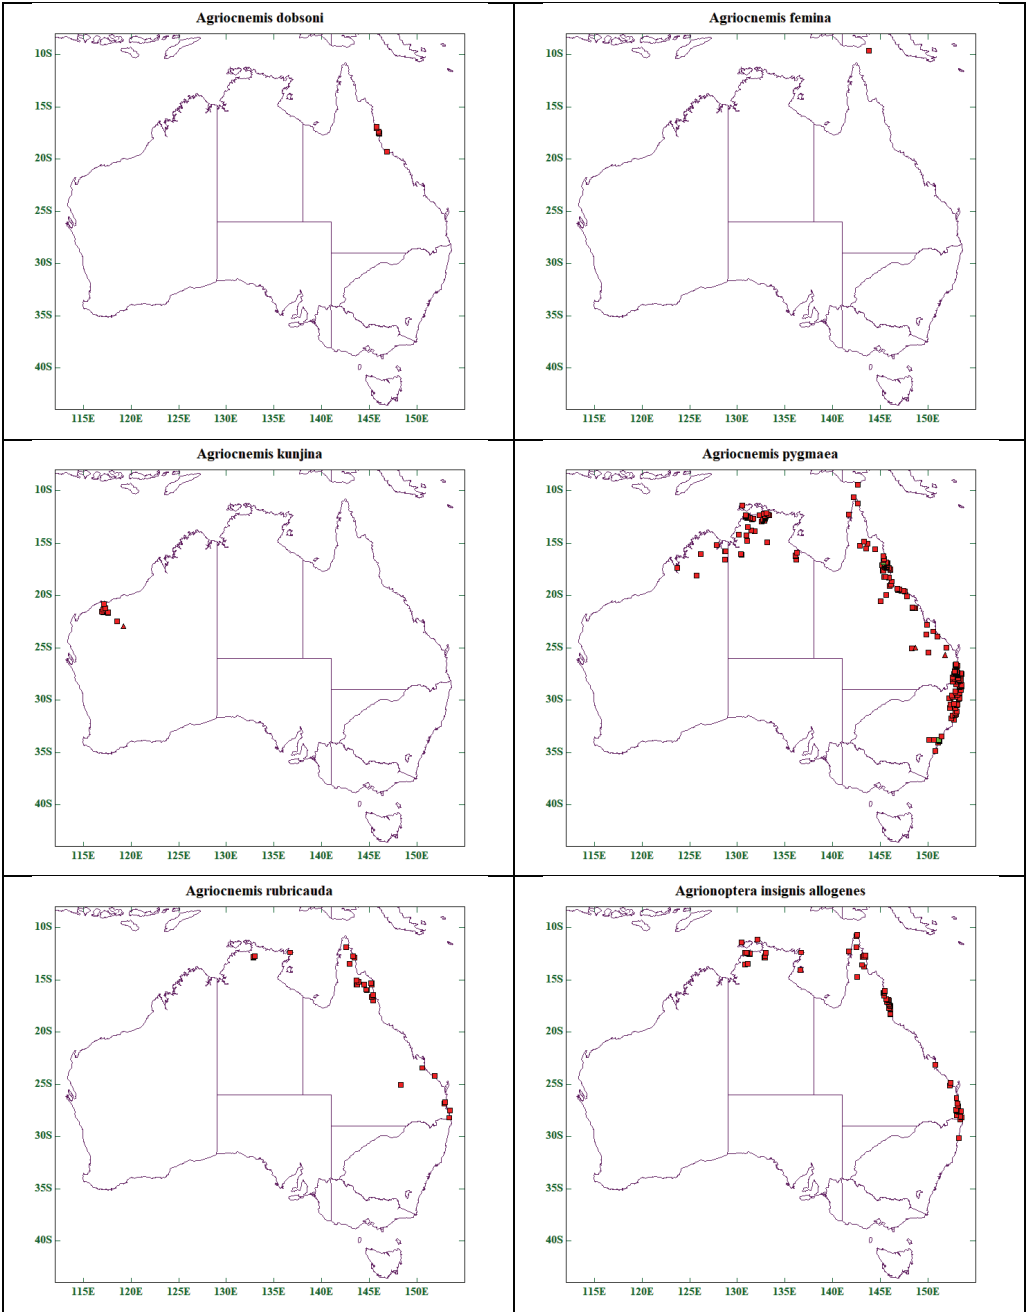 Agriocnemis dobsoni
10S
15S
20S
25S
30S
35S
40S
115E 120E 125E 130E 135E 140E 145E 150E
Agriocnemis femina
10S
15S
20S
25S
30S
35S
40S
115E 120E 125E 130E 135E 140E 145E 150E
Agriocnemis kunjina
10S
15S
20S
25S
30S
35S
40S
115E 120E 125E 130E 135E 140E 145E 150E
Agriocnemis pygmaea
10S
15S
20S
25S
30S
35S
40S
115E 120E 125E 130E 135E 140E 145E 150E
Agriocnemis rubricauda
10S
15S
20S
25S
30S
35S
40S
115E 120E 125E 130E 135E 140E 145E 150E
Agrionoptera insignis allogenes
10S
15S
20S
25S
30S
35S
40S
115E 120E 125E 130E 135E 140E 145E 150E